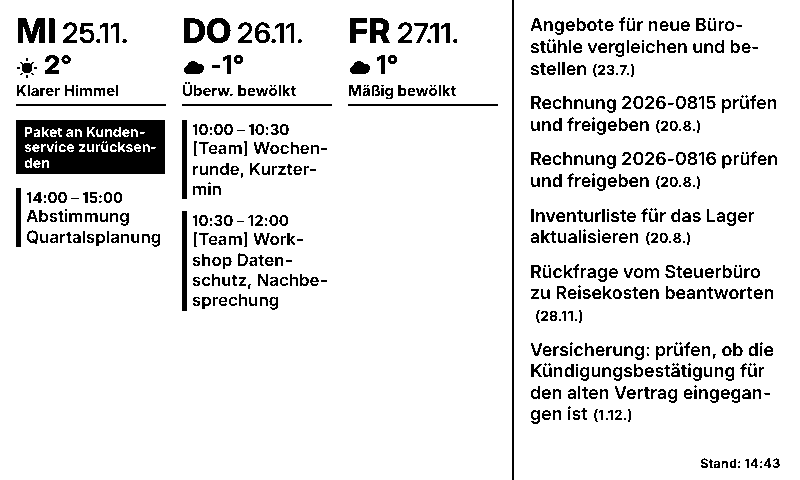 MI 25.11.
2°
Klarer Himmel
Paket an Kunden-
service zurücksen-
den
14:00 – 15:00
Abstimmung
Quartalsplanung
DO 26.11.
-1°
Überw. bewölkt
10:00 – 10:30
[Team] Wochen-
runde, Kurzter-
min
10:30 – 12:00
[Team] Work-
shop Daten-
schutz, Nachbe-
sprechung
FR 27.11.
1°
Mäßig bewölkt
Angebote für neue Büro-
stühle vergleichen und be-
stellen (23.7.)
Rechnung 2026-0815 prüfen
und freigeben (20.8.)
Rechnung 2026-0816 prüfen
und freigeben (20.8.)
Inventurliste für das Lager
aktualisieren (20.8.)
Rückfrage vom Steuerbüro
zu Reisekosten beantworten
(28.11.)
Versicherung: prüfen, ob die
Kündigungsbestätigung für
den alten Vertrag eingegan-
gen ist (1.12.)
Stand: 14:43